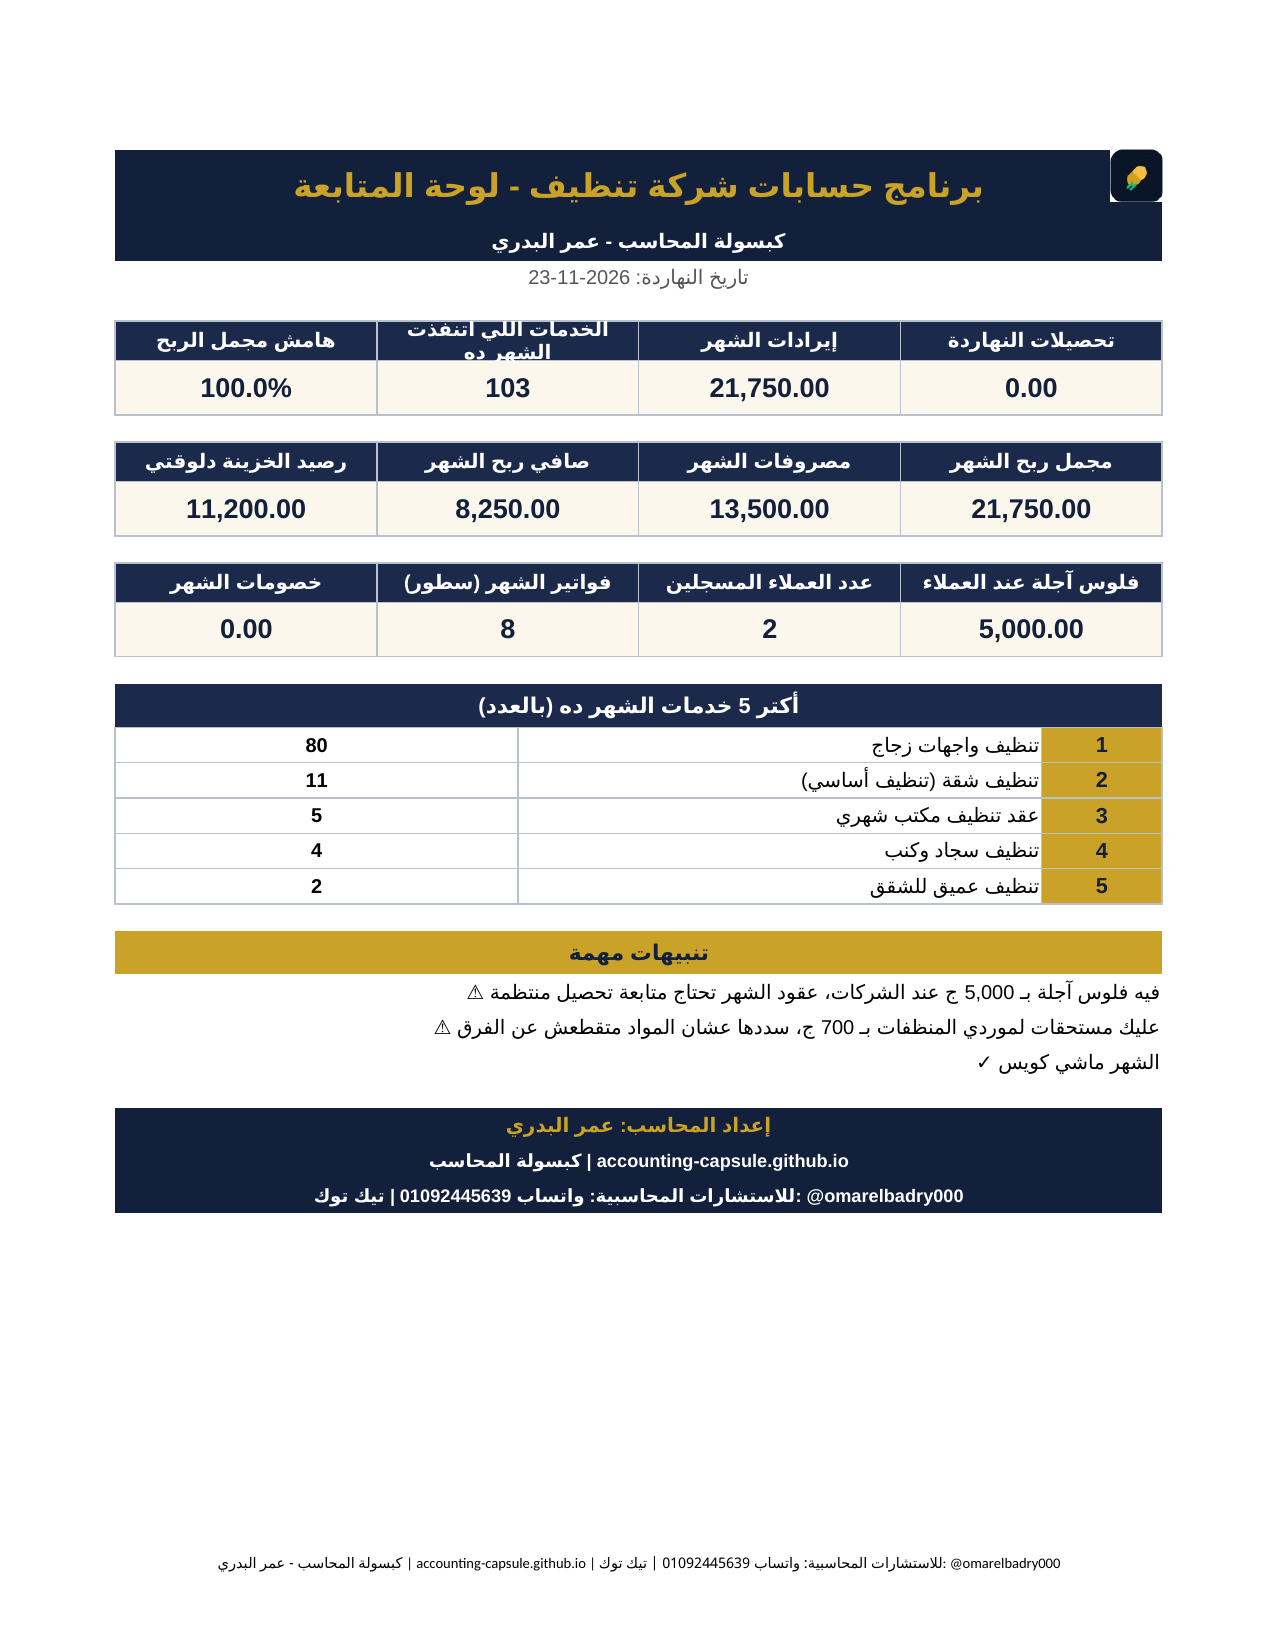 برنامج حسابات شركة تنظيف - لوحة المتابعة
كبسولة المحاسب - عمر البدري
تاريخ النهاردة: 2026-11-23
تحصيلات النهاردة
إيرادات الشهر
الخدمات اللي اتنفذت الشهر ده
هامش مجمل الربح
0.00
21,750.00
103
100.0%
مجمل ربح الشهر
مصروفات الشهر
صافي ربح الشهر
رصيد الخزينة دلوقتي
21,750.00
13,500.00
8,250.00
11,200.00
فلوس آجلة عند العملاء
عدد العملاء المسجلين
فواتير الشهر (سطور)
خصومات الشهر
5,000.00
2
8
0.00
أكتر 5 خدمات الشهر ده (بالعدد)
1 تنظيف واجهات زجاج 80
2 تنظيف شقة (تنظيف أساسي) 11
3 عقد تنظيف مكتب شهري 5
4 تنظيف سجاد وكنب 4
5 تنظيف عميق للشقق 2
تنبيهات مهمة
فيه فلوس آجلة بـ 5,000 ج عند الشركات، عقود الشهر تحتاج متابعة تحصيل منتظمة ⚠
عليك مستحقات لموردي المنظفات بـ 700 ج، سددها عشان المواد متقطعش عن الفرق ⚠
الشهر ماشي كويس ✓
إعداد المحاسب: عمر البدري
كبسولة المحاسب | accounting-capsule.github.io
للاستشارات المحاسبية: واتساب 01092445639 | تيك توك: @omarelbadry000
كبسولة المحاسب - عمر البدري | accounting-capsule.github.io | للاستشارات المحاسبية: واتساب 01092445639 | تيك توك: @omarelbadry000